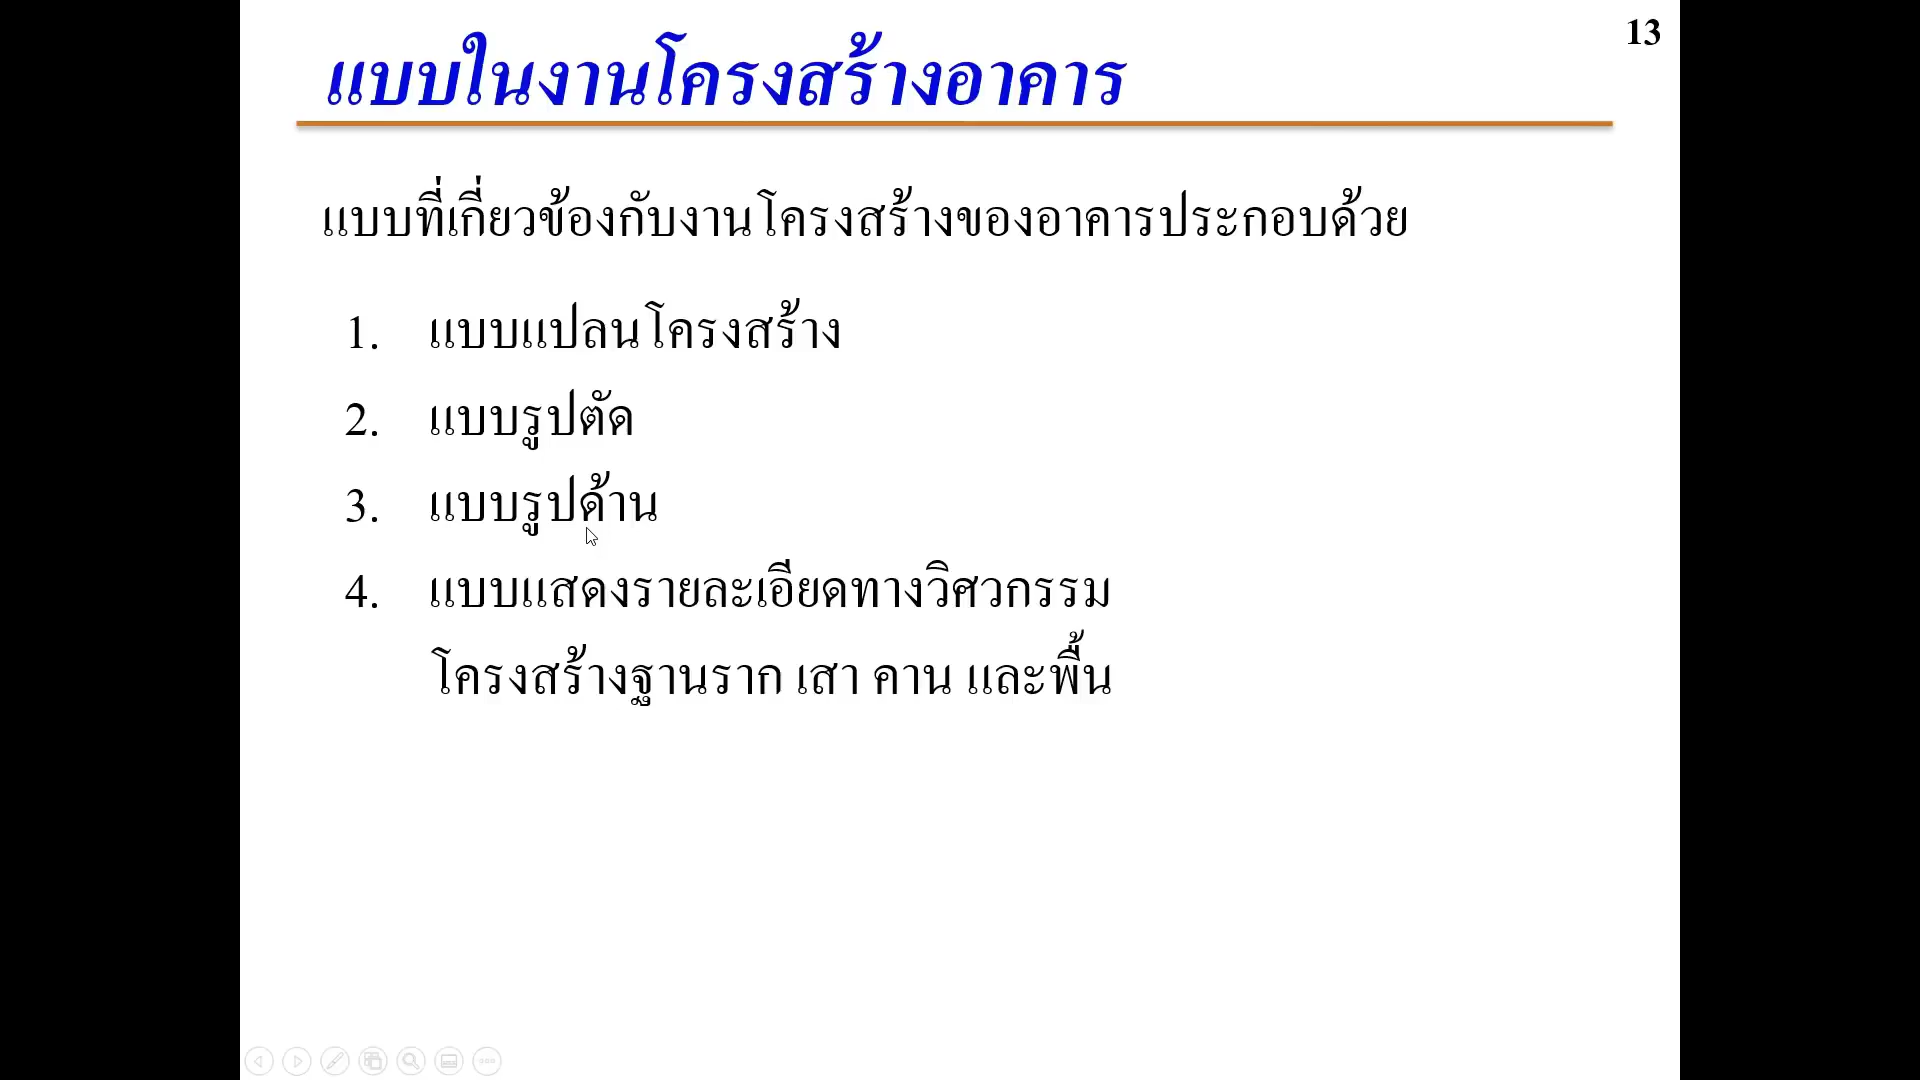 13
แบบในงานโครงสร้างอาคาร
แบบที่เกี่ยวข้องกับงานโครงสร้างของอาคารประกอบด้วย
1. แบบแปลนโครงสร้าง
2. แบบรูปตัด
3. แบบรูปด้าน
4. แบบแสดงรายละเอียดทางวิศวกรรม
โครงสร้างฐานราก เสา คาน และพื้น